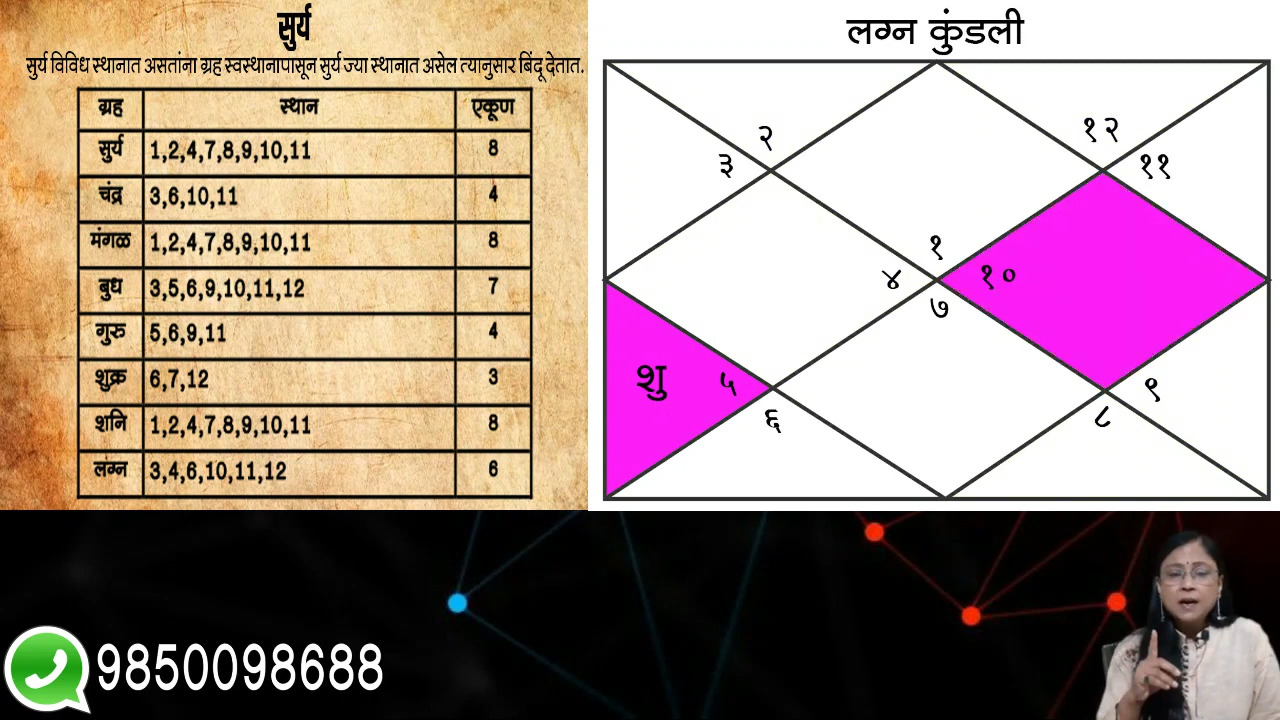 सुर्य
सुर्य विविध स्थानात असतांना ग्रह स्वस्थानापासून सुर्य ज्या स्थानात असेल त्यानुसार बिंदू देतात.
ग्रह स्थान एकूण
सुर्य 1,2,4,7,8,9,10,11 8
चंद्र 3,6,10,11 4
मंगळ 1,2,4,7,8,9,10,11 8
बुध 3,5,6,9,10,11,12 7
गुरु 5,6,9,11 4
शुक्र 6,7,12 3
शनि 1,2,4,7,8,9,10,11 8
लग्न 3,4,6,10,11,12 6
लग्न कुंडली
२ १२
३ ११
१
४ १०
७
शु ५ ९
६ ८
9850098688